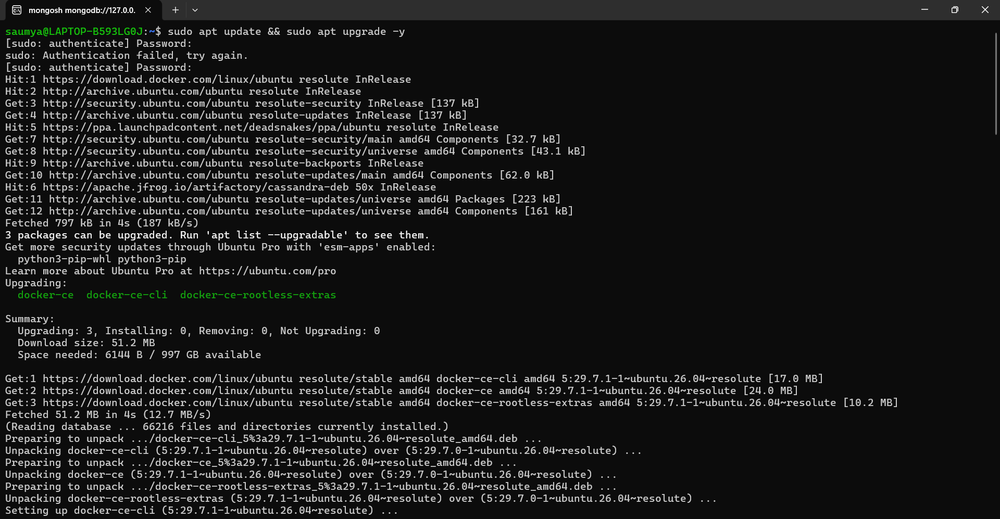 mongosh mongodb://127.0.0.
saumya@LAPTOP-B593LG0J:~$ sudo apt update && sudo apt upgrade -y
[sudo: authenticate] Password:
sudo: Authentication failed, try again.
[sudo: authenticate] Password:
Hit:1 https://download.docker.com/linux/ubuntu resolute InRelease
Hit:2 http://archive.ubuntu.com/ubuntu resolute InRelease
Get:3 http://security.ubuntu.com/ubuntu resolute-security InRelease [137 kB]
Get:4 http://archive.ubuntu.com/ubuntu resolute-updates InRelease [137 kB]
Hit:5 https://ppa.launchpadcontent.net/deadsnakes/ppa/ubuntu resolute InRelease
Get:7 http://security.ubuntu.com/ubuntu resolute-security/main amd64 Components [32.7 kB]
Get:8 http://security.ubuntu.com/ubuntu resolute-security/universe amd64 Components [43.1 kB]
Hit:9 http://archive.ubuntu.com/ubuntu resolute-backports InRelease
Get:10 http://archive.ubuntu.com/ubuntu resolute-updates/main amd64 Components [62.0 kB]
Hit:6 https://apache.jfrog.io/artifactory/cassandra-deb 50x InRelease
Get:11 http://archive.ubuntu.com/ubuntu resolute-updates/universe amd64 Packages [223 kB]
Get:12 http://archive.ubuntu.com/ubuntu resolute-updates/universe amd64 Components [161 kB]
Fetched 797 kB in 4s (187 kB/s)
3 packages can be upgraded. Run 'apt list --upgradable' to see them.
Get more security updates through Ubuntu Pro with 'esm-apps' enabled:
  python3-pip-whl python3-pip
Learn more about Ubuntu Pro at https://ubuntu.com/pro
Upgrading:
  docker-ce  docker-ce-cli  docker-ce-rootless-extras

Summary:
  Upgrading: 3, Installing: 0, Removing: 0, Not Upgrading: 0
  Download size: 51.2 MB
  Space needed: 6144 B / 997 GB available

Get:1 https://download.docker.com/linux/ubuntu resolute/stable amd64 docker-ce-cli amd64 5:29.7.1-1~ubuntu.26.04~resolute [17.0 MB]
Get:2 https://download.docker.com/linux/ubuntu resolute/stable amd64 docker-ce amd64 5:29.7.1-1~ubuntu.26.04~resolute [24.0 MB]
Get:3 https://download.docker.com/linux/ubuntu resolute/stable amd64 docker-ce-rootless-extras amd64 5:29.7.1-1~ubuntu.26.04~resolute [10.2 MB]
Fetched 51.2 MB in 4s (12.7 MB/s)
(Reading database ... 66216 files and directories currently installed.)
Preparing to unpack .../docker-ce-cli_5%3a29.7.1-1~ubuntu.26.04~resolute_amd64.deb ...
Unpacking docker-ce-cli (5:29.7.1-1~ubuntu.26.04~resolute) over (5:29.7.0-1~ubuntu.26.04~resolute) ...
Preparing to unpack .../docker-ce_5%3a29.7.1-1~ubuntu.26.04~resolute_amd64.deb ...
Unpacking docker-ce (5:29.7.1-1~ubuntu.26.04~resolute) over (5:29.7.0-1~ubuntu.26.04~resolute) ...
Preparing to unpack .../docker-ce-rootless-extras_5%3a29.7.1-1~ubuntu.26.04~resolute_amd64.deb ...
Unpacking docker-ce-rootless-extras (5:29.7.1-1~ubuntu.26.04~resolute) over (5:29.7.0-1~ubuntu.26.04~resolute) ...
Setting up docker-ce-cli (5:29.7.1-1~ubuntu.26.04~resolute) ...